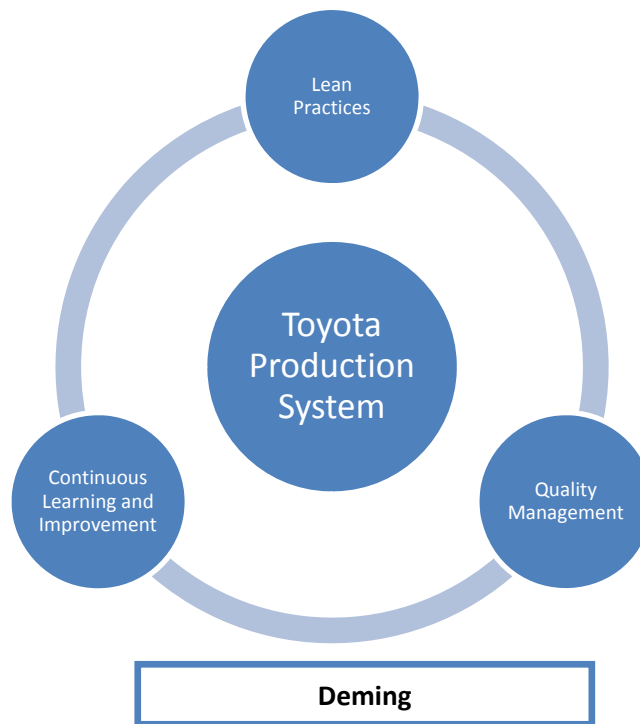 Lean
Practices
Toyota
Production
System
Continuous
Learning and
Improvement
Quality
Management
Deming